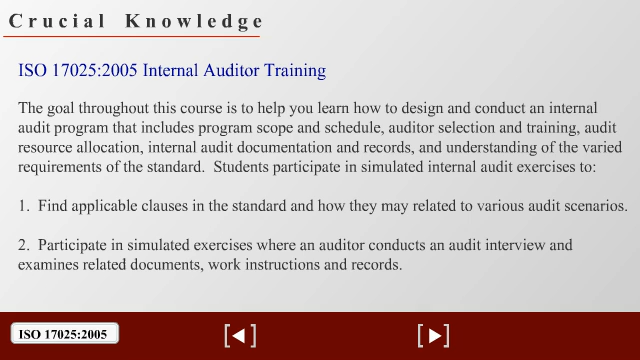 Crucial Knowledge
ISO 17025:2005 Internal Auditor Training
The goal throughout this course is to help you learn how to design and conduct an internal
audit program that includes program scope and schedule, auditor selection and training, audit
resource allocation, internal audit documentation and records, and understanding of the varied
requirements of the standard.  Students participate in simulated internal audit exercises to:
1.  Find applicable clauses in the standard and how they may related to various audit scenarios.
2.  Participate in simulated exercises where an auditor conducts an audit interview and
examines related documents, work instructions and records.
ISO 17025:2005